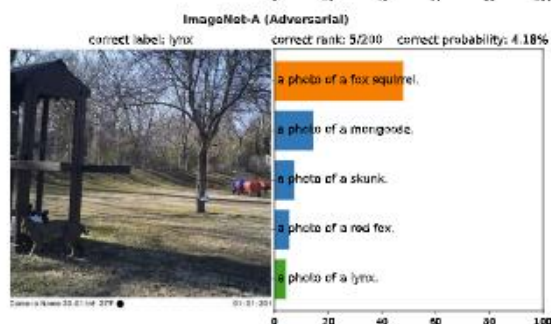 ImageNet-A (Adversarial)
correct label: lynx
correct rank: 5/200 correct probability: 4.18%
a photo of a fox squirrel.
a photo of a mongoose.
a photo of a skunk.
a photo of a red fox.
a photo of a lynx.
0 20 40 60 80 100